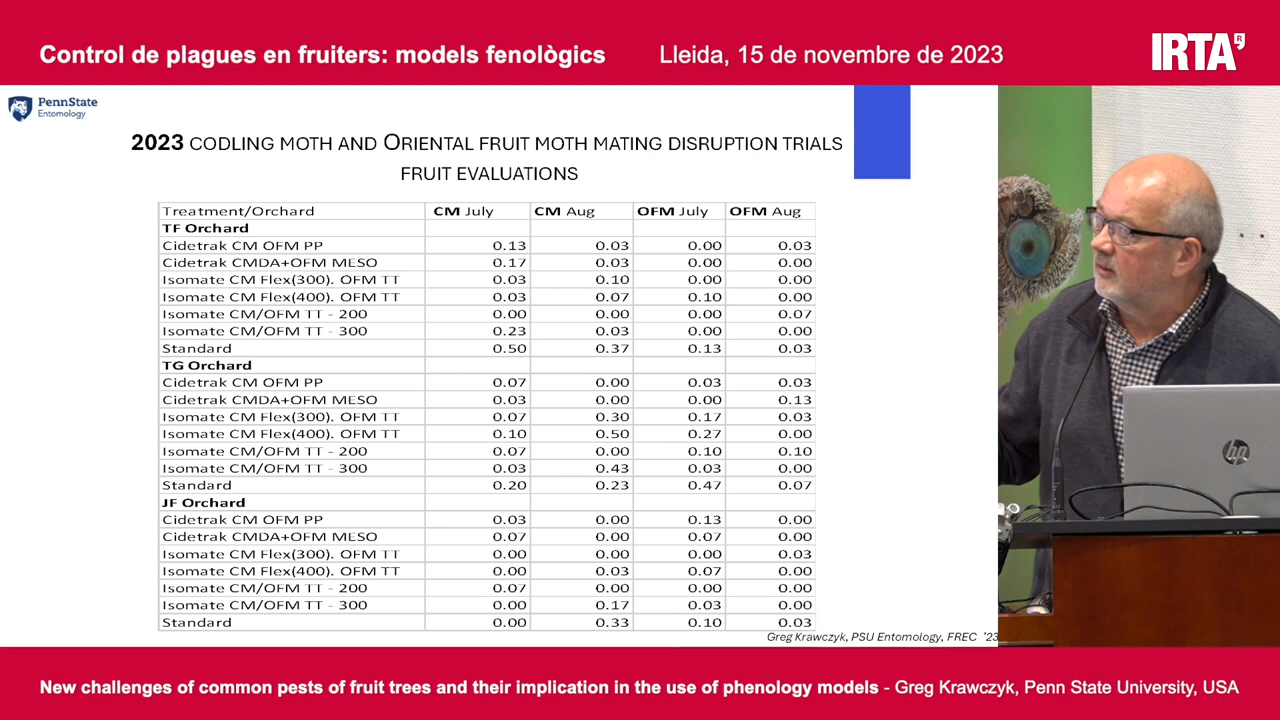 Control de plagues en fruiters: models fenològics Lleida, 15 de novembre de 2023 IRTA R
PennState
Entomology
2023 CODLING MOTH AND ORIENTAL FRUIT MOTH MATING DISRUPTION TRIALS
FRUIT EVALUATIONS
Treatment/Orchard CM July CM Aug OFM July OFM Aug
TF Orchard
Cidetrak CM OFM PP 0.13 0.03 0.00 0.03
Cidetrak CMDA+OFM MESO 0.17 0.03 0.00 0.00
Isomate CM Flex(300). OFM TT 0.03 0.10 0.00 0.00
Isomate CM Flex(400). OFM TT 0.03 0.07 0.10 0.00
Isomate CM/OFM TT - 200 0.00 0.00 0.00 0.07
Isomate CM/OFM TT - 300 0.23 0.03 0.00 0.00
Standard 0.50 0.37 0.13 0.03
TG Orchard
Cidetrak CM OFM PP 0.07 0.00 0.03 0.03
Cidetrak CMDA+OFM MESO 0.03 0.00 0.00 0.13
Isomate CM Flex(300). OFM TT 0.07 0.30 0.17 0.03
Isomate CM Flex(400). OFM TT 0.10 0.50 0.27 0.00
Isomate CM/OFM TT - 200 0.07 0.00 0.10 0.10
Isomate CM/OFM TT - 300 0.03 0.43 0.03 0.00
Standard 0.20 0.23 0.47 0.07
JF Orchard
Cidetrak CM OFM PP 0.03 0.00 0.13 0.00
Cidetrak CMDA+OFM MESO 0.07 0.00 0.07 0.00
Isomate CM Flex(300). OFM TT 0.00 0.00 0.00 0.03
Isomate CM Flex(400). OFM TT 0.00 0.03 0.07 0.00
Isomate CM/OFM TT - 200 0.07 0.00 0.00 0.00
Isomate CM/OFM TT - 300 0.00 0.17 0.03 0.00
Standard 0.00 0.33 0.10 0.03
Greg Krawczyk, PSU Entomology, FREC '23
hp
New challenges of common pests of fruit trees and their implication in the use of phenology models - Greg Krawczyk, Penn State University, USA